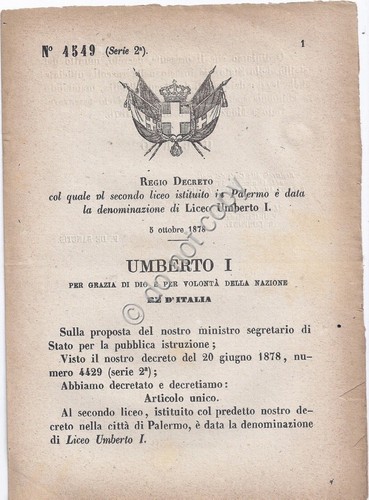 Nº 4549 (Serie 2ª).
1
REGIO DECRETO
col quale al secondo liceo istituito in Palermo è data
la denominazione di Liceo Umberto I.
5 ottobre 1878
UMBERTO I
PER GRAZIA DI DIO E PER VOLONTÀ DELLA NAZIONE
RE D'ITALIA
Sulla proposta del nostro ministro segretario di
Stato per la pubblica istruzione;
Visto il nostro decreto del 20 giugno 1878, nu-
mero 4429 (serie 2ª);
Abbiamo decretato e decretiamo:
Articolo unico.
Al secondo liceo, istituito col predetto nostro de-
creto nella città di Palermo, è data la denominazione
di Liceo Umberto I.
do not copy